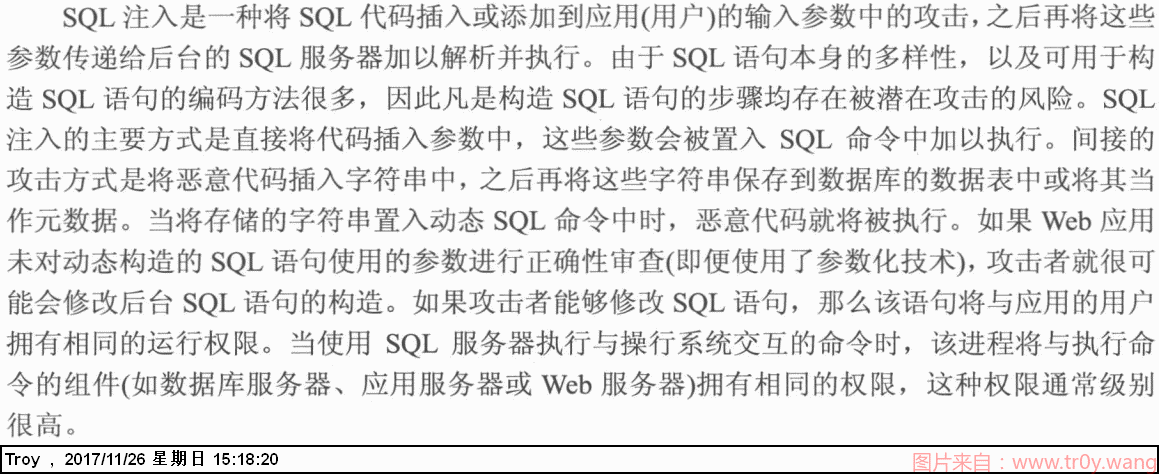 SQL 注入是一种将 SQL 代码插入或添加到应用(用户)的输入参数中的攻击，之后再将这些
参数传递给后台的 SQL 服务器加以解析并执行。由于 SQL 语句本身的多样性，以及可用于构
造 SQL 语句的编码方法很多，因此凡是构造 SQL 语句的步骤均存在被潜在攻击的风险。SQL
注入的主要方式是直接将代码插入参数中，这些参数会被置入 SQL 命令中加以执行。间接的
攻击方式是将恶意代码插入字符串中，之后再将这些字符串保存到数据库的数据表中或将其当
作元数据。当将存储的字符串置入动态 SQL 命令中时，恶意代码就将被执行。如果 Web 应用
未对动态构造的 SQL 语句使用的参数进行正确性审查(即便使用了参数化技术)，攻击者就很可
能会修改后台 SQL 语句的构造。如果攻击者能够修改 SQL 语句，那么该语句将与应用的用户
拥有相同的运行权限。当使用 SQL 服务器执行与操行系统交互的命令时，该进程将与执行命
令的组件(如数据库服务器、应用服务器或 Web 服务器)拥有相同的权限，这种权限通常级别
很高。
Troy ，2017/11/26 星期日 15:18:20
图片来自：www.tr0y.wang